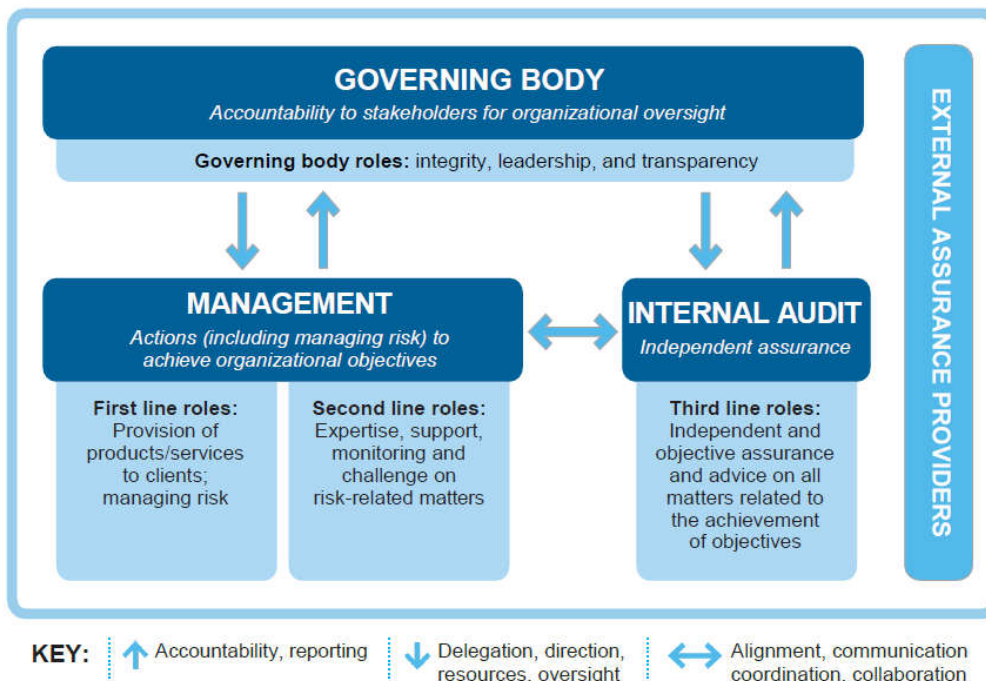 GOVERNING BODY
Accountability to stakeholders for organizational oversight
Governing body roles: integrity, leadership, and transparency
MANAGEMENT
Actions (including managing risk) to
achieve organizational objectives
First line roles:
Provision of
products/services
to clients;
managing risk
Second line roles:
Expertise, support,
monitoring and
challenge on
risk-related matters
INTERNAL AUDIT
Independent assurance
Third line roles:
Independent and
objective assurance
and advice on all
matters related to
the achievement
of objectives
EXTERNAL ASSURANCE PROVIDERS
KEY:
Accountability, reporting
Delegation, direction,
resources, oversight
Alignment, communication
coordination, collaboration